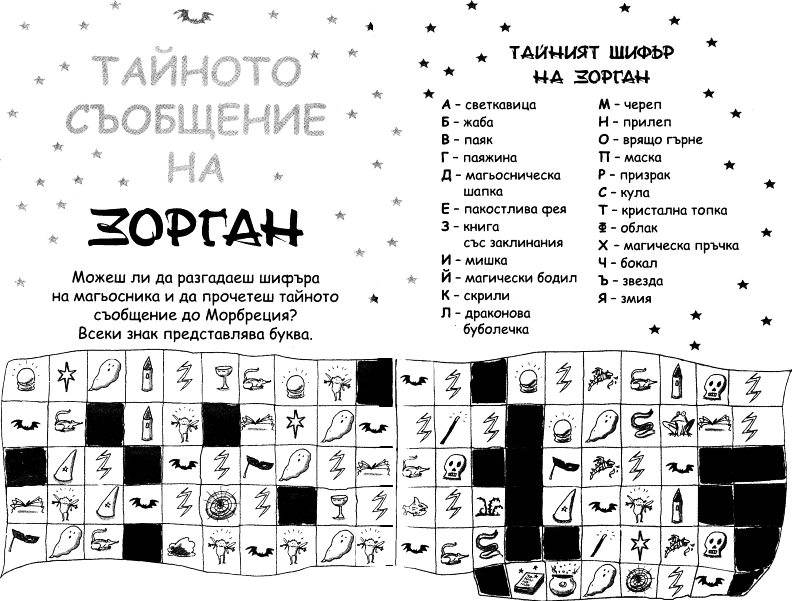 ТАЙНОТО
СЪОБЩЕНИЕ
НА
ЗОРГАН
Можеш ли да разгадаеш шифъра
на магьосника и да прочетеш тайното
съобщение до Морбреция?
Всеки знак представлява буква.
ТАЙНИЯТ ШИФЪР
НА ЗОРГАН
А – светкавица
Б – жаба
В – паяк
Г – паяжина
Д – магьосническа
шапка
Е – пакостлива фея
З – книга
със заклинания
И – мишка
Й – магически бодил
К – скрили
Л – драконова
буболечка
М – череп
Н – прилеп
О – врящо гърне
П – маска
Р – призрак
С – кула
Т – кристална топка
Ф – облак
Х – магическа пръчка
Ч – бокал
Ъ – звезда
Я – змия